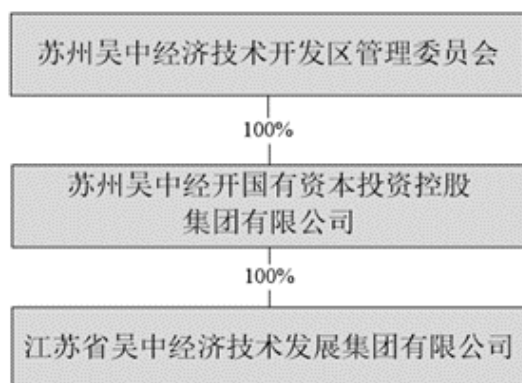 苏州吴中经济技术开发区管理委员会
100%
苏州吴中经开国有资本投资控股
集团有限公司
100%
江苏省吴中经济技术发展集团有限公司